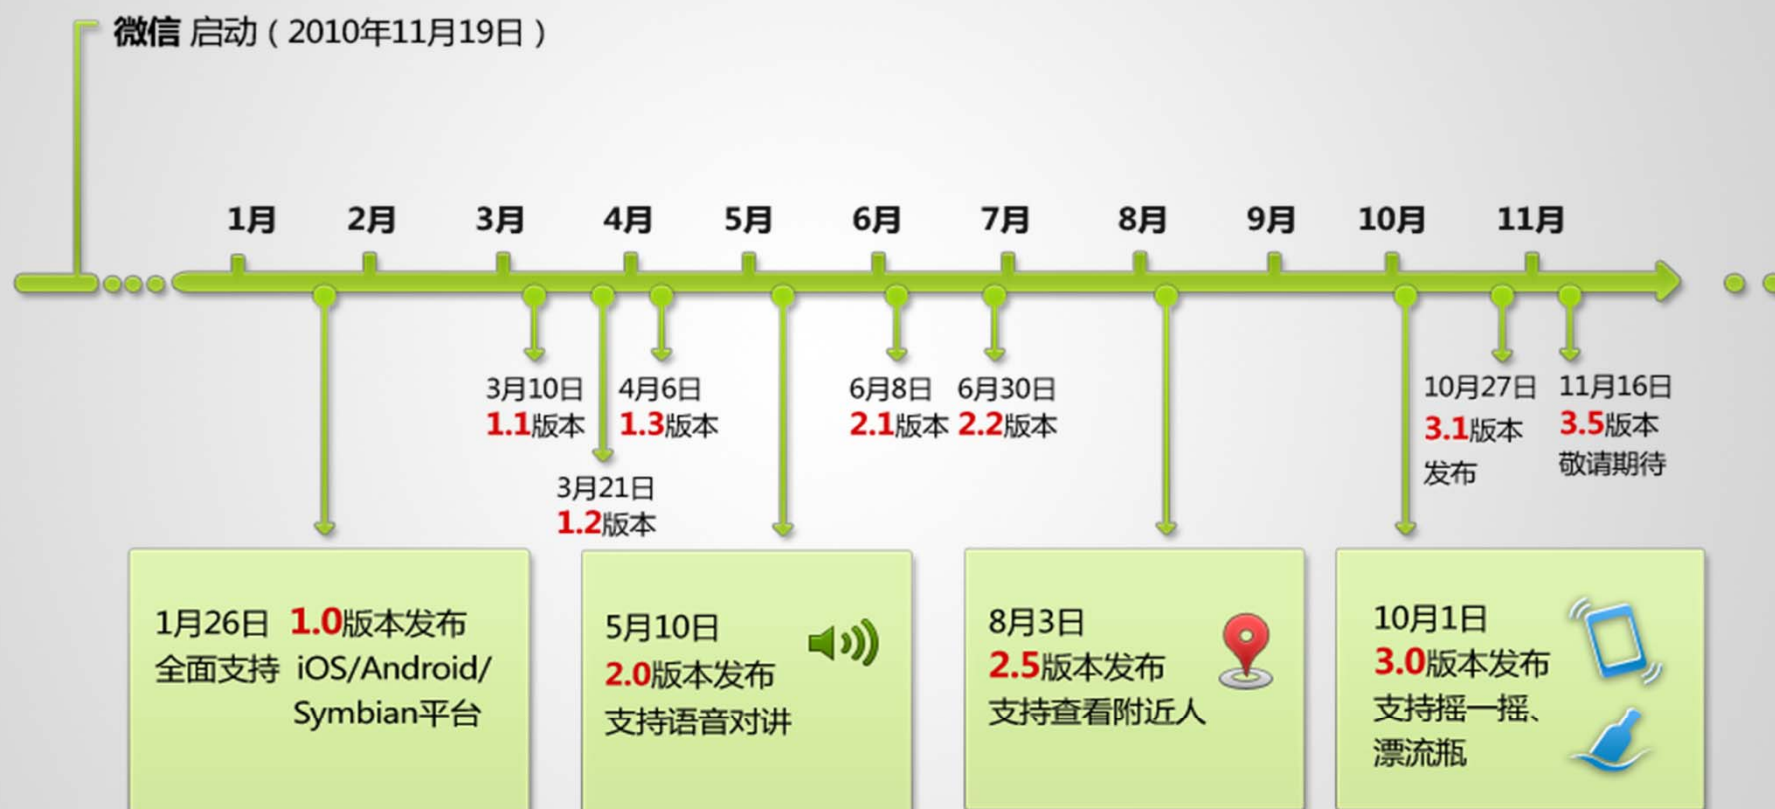 微信 启动（2010年11月19日）
1月 2月 3月 4月 5月 6月 7月 8月 9月 10月 11月
3月10日
1.1版本
3月21日
1.2版本
4月6日
1.3版本
6月8日
2.1版本
6月30日
2.2版本
10月27日
3.1版本
发布
11月16日
3.5版本
敬请期待
1月26日 1.0版本发布
全面支持 iOS/Android/
Symbian平台
5月10日
2.0版本发布
支持语音对讲
8月3日
2.5版本发布
支持查看附近人
10月1日
3.0版本发布
支持摇一摇、
漂流瓶